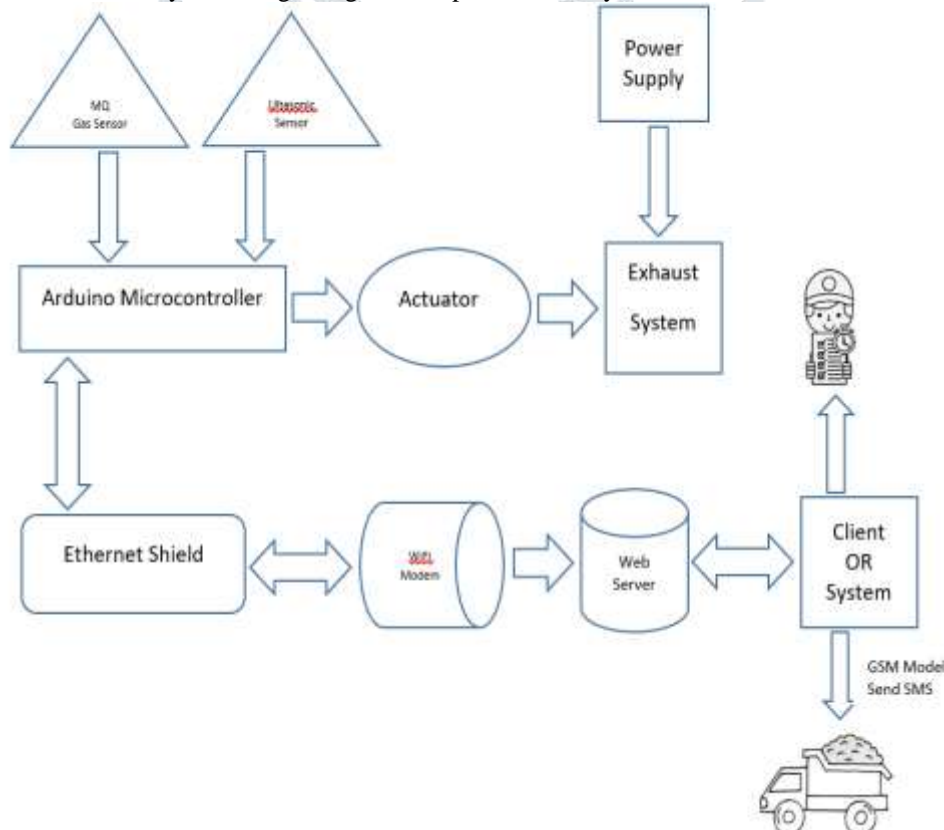 MQ
Gas Sensor
Ultasonic
Sensor
Power
Supply
Arduino Microcontroller
Actuator
Exhaust
System
Ethernet Shield
WiFi
Modem
Web
Server
Client
OR
System
GSM Model
Send SMS